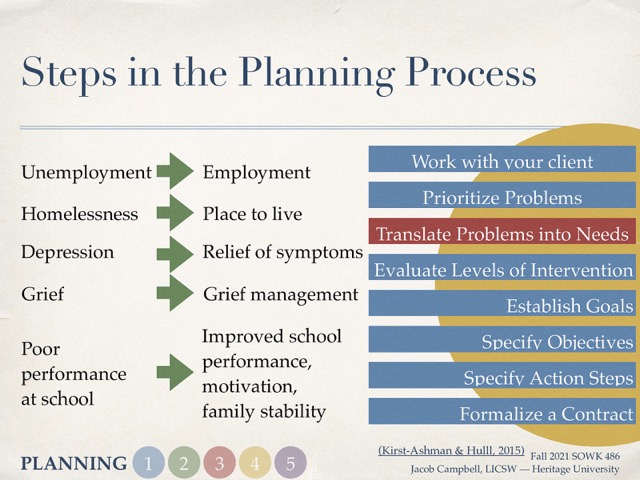 Steps in the Planning Process
Unemployment
Employment
Homelessness
Place to live
Depression
Relief of symptoms
Grief
Grief management
Poor
performance
at school
Improved school
performance,
motivation,
family stability
Work with your client
Prioritize Problems
Translate Problems into Needs
Evaluate Levels of Intervention
Establish Goals
Specify Objectives
Specify Action Steps
Formalize a Contract
PLANNING 1 2 3 4 5
(Kirst-Ashman & Hulll, 2015)
Fall 2021 SOWK 486
Jacob Campbell, LICSW — Heritage University